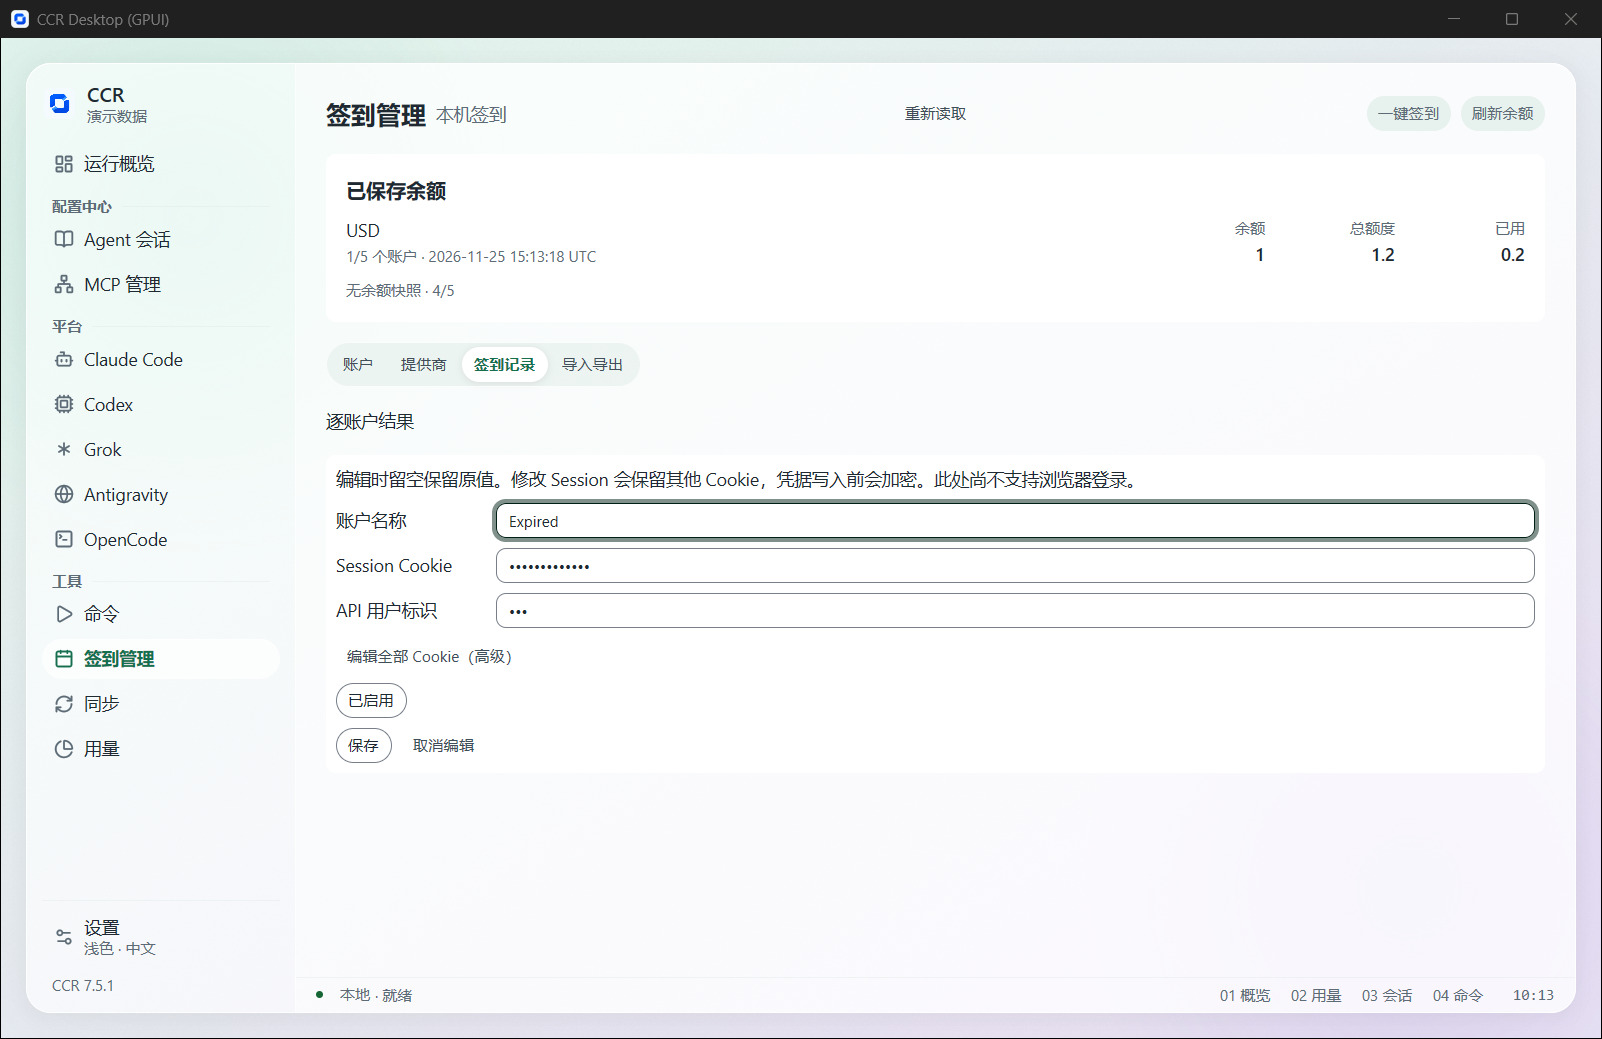 CCR Desktop (GPUI)
CCR
演示数据
运行概览
配置中心
Agent 会话
MCP 管理
平台
Claude Code
Codex
Grok
Antigravity
OpenCode
工具
命令
签到管理
同步
用量
设置
浅色 · 中文
CCR 7.5.1
签到管理 本机签到
重新读取
一键签到 刷新余额
已保存余额
USD
1/5 个账户 · 2026-11-25 15:13:18 UTC
无余额快照 · 4/5
余额 总额度 已用
1 1.2 0.2
账户 提供商 签到记录 导入导出
逐账户结果
编辑时留空保留原值。修改 Session 会保留其他 Cookie，凭据写入前会加密。此处尚不支持浏览器登录。
账户名称 Expired
Session Cookie •••••••••••••
API 用户标识 •••
编辑全部 Cookie（高级）
已启用
保存 取消编辑
本地 · 就绪
01 概览 02 用量 03 会话 04 命令 10:13